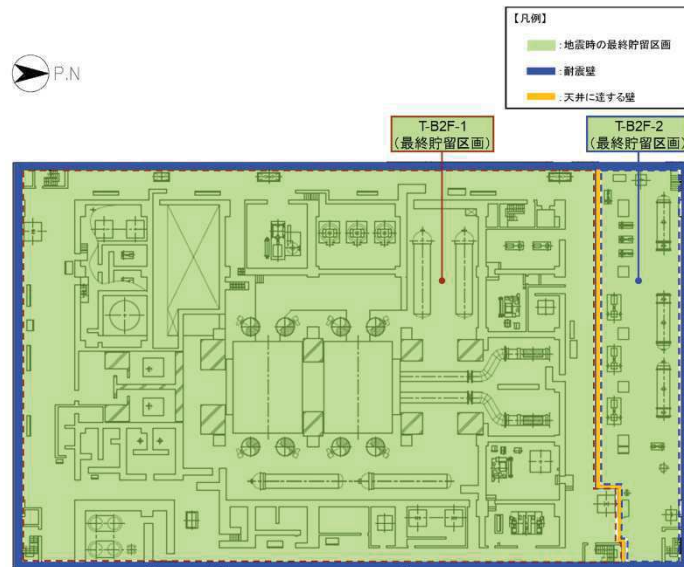 【凡例】
：地震時の最終貯留区画
：耐震壁
：天井に達する壁
P.N
T-B2F-1
（最終貯留区画）
T-B2F-2
（最終貯留区画）